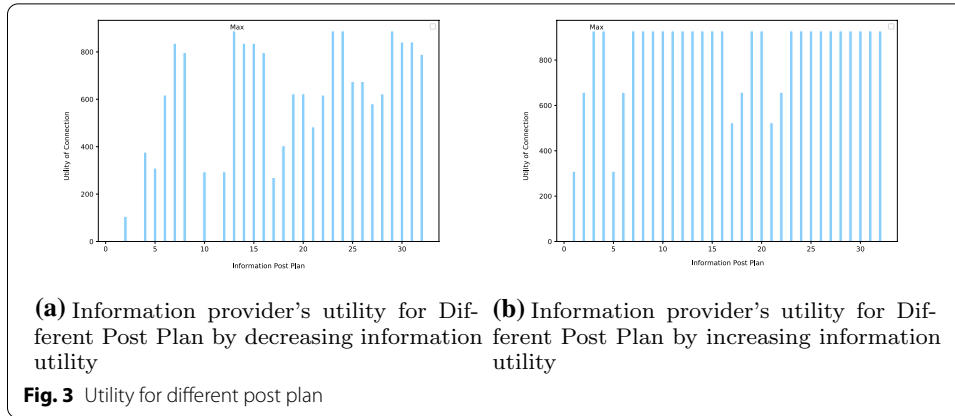 Max
800
600
400
200
0
Utility of Connection
0 5 10 15 20 25 30
Information Post Plan
Max
800
600
400
200
0
Utility of Connection
0 5 10 15 20 25 30
Information Post Plan
(a) Information provider's utility for Dif-
ferent Post Plan by decreasing information
utility
(b) Information provider's utility for Dif-
ferent Post Plan by increasing information
utility
Fig. 3 Utility for different post plan